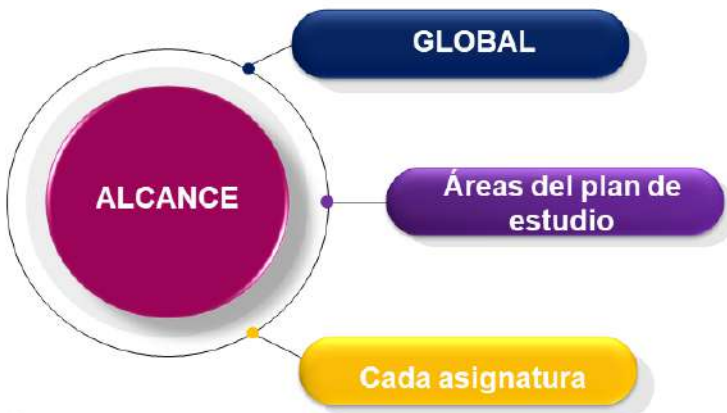 GLOBAL
ALCANCE
Áreas del plan de
estudio
Cada asignatura